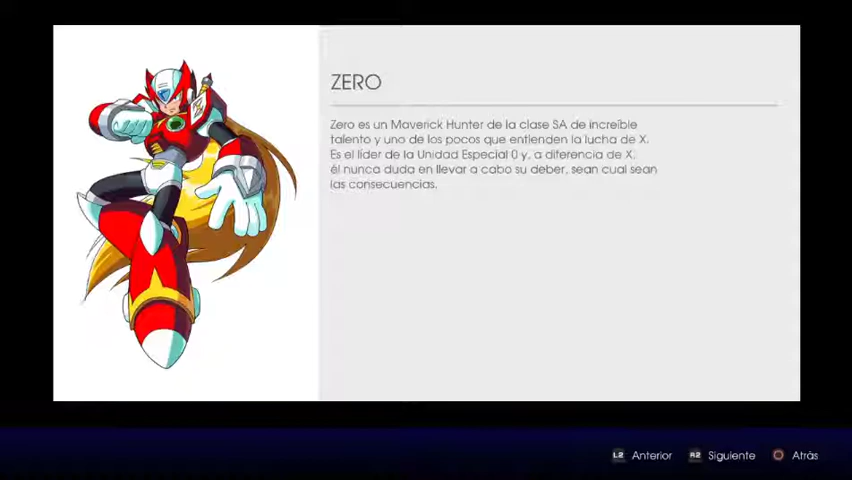 ZERO
Zero es un Maverick Hunter de la clase SA de increíble
talento y uno de los pocos que entienden la lucha de X.
Es el líder de la Unidad Especial 0 y, a diferencia de X,
él nunca duda en llevar a cabo su deber, sean cual sean
las consecuencias.
L2 Anterior R2 Siguiente Atrás